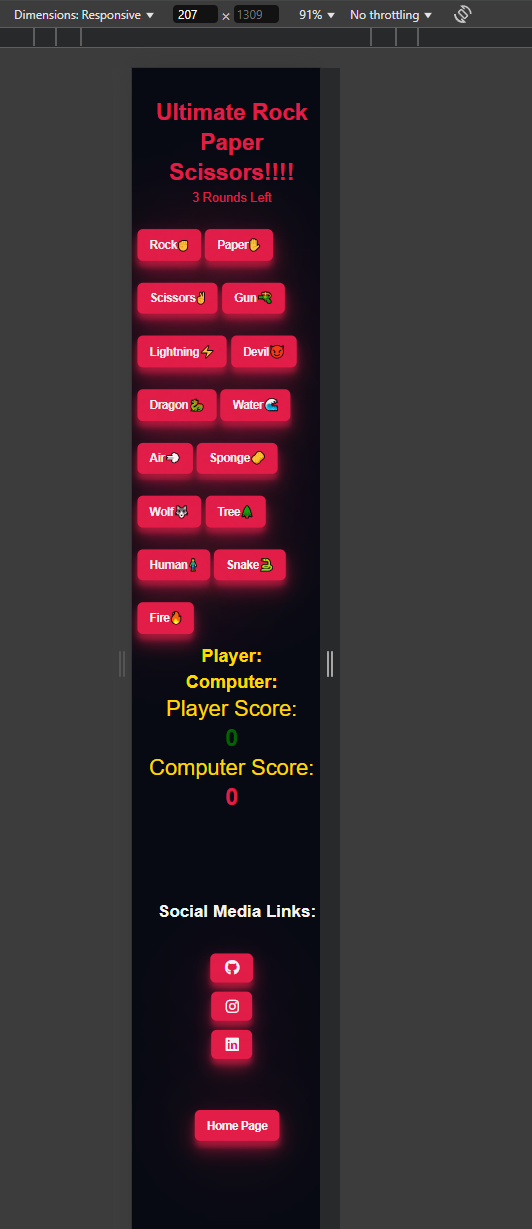 Dimensions: Responsive ▼ 207 × 1309 91% ▼ No throttling ▼
Ultimate Rock
Paper
Scissors!!!!
3 Rounds Left
Rock✊ Paper✋
Scissors✌ Gun🔫
Lightning⚡ Devil😈
Dragon🐉 Water🌊
Air💨 Sponge🧽
Wolf🐺 Tree🌲
Human🧍 Snake🐍
Fire🔥
Player:
Computer:
Player Score:
0
Computer Score:
0
Social Media Links:
in
Home Page